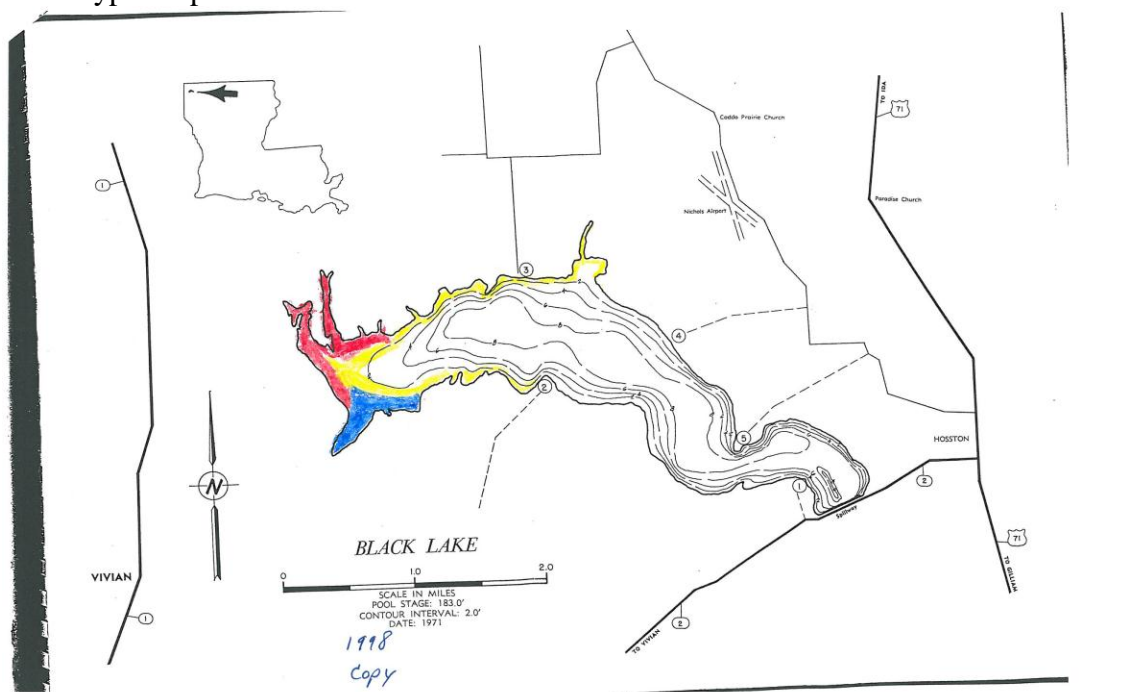 TO IDA
71
Caddo Prairie Church
1
Paradise Church
Nichols Airport
3
4
2
5
HOSSTON
1
2
Spillway
N
BLACK LAKE
0 1.0 2.0
SCALE IN MILES
POOL STAGE: 183.0'
CONTOUR INTERVAL: 2.0'
DATE: 1971
VIVIAN
1
71
TO GILLIAM
2
TO VIVIAN
1998
Copy